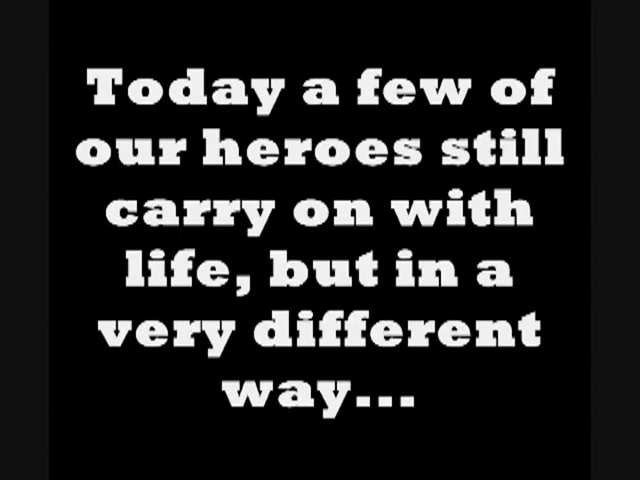 Today a few of
our heroes still
carry on with
life, but in a
very different
way...